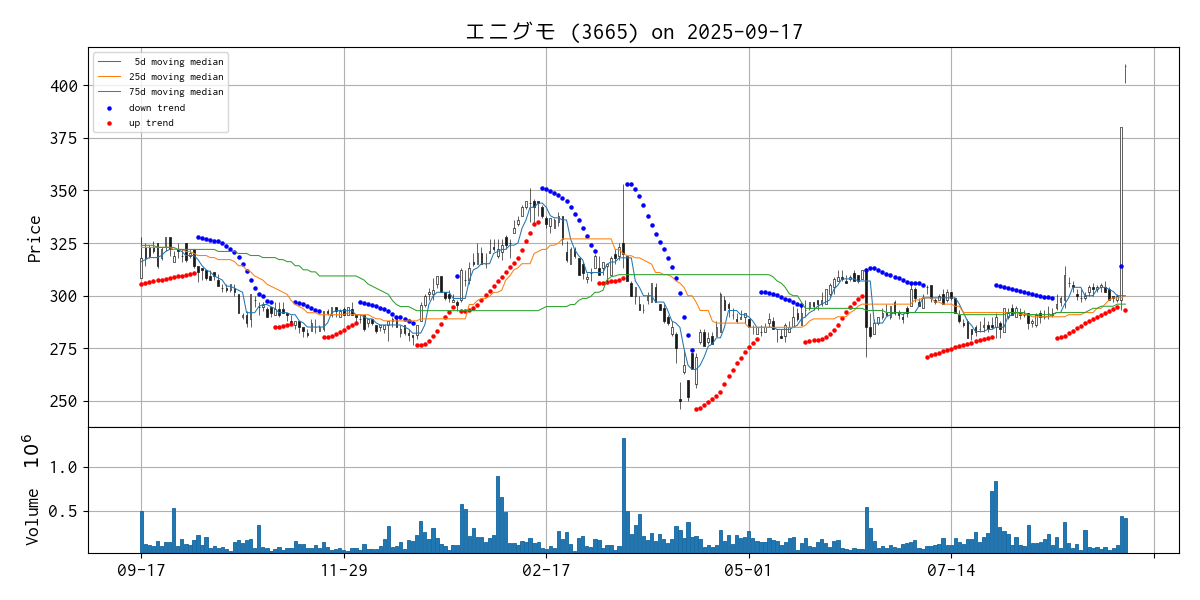 エニグモ (3665) on 2025-09-17
5d moving median
25d moving median
75d moving median
down trend
up trend
Price
400
375
350
325
300
275
250
Volume 10^6
1.0
0.5
09-17
11-29
02-17
05-01
07-14